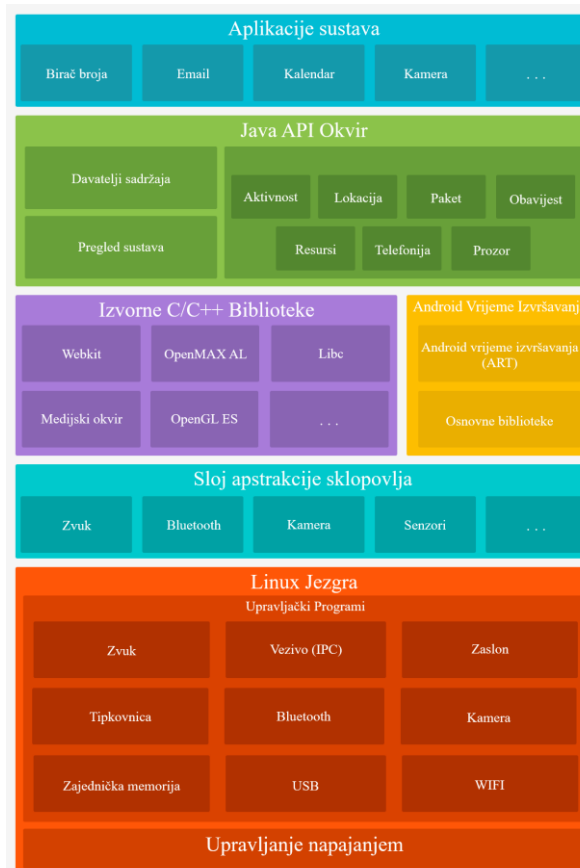 Aplikacije sustava
Birač broja
Email
Kalendar
Kamera
. . .
Java API Okvir
Davatelji sadržaja
Pregled sustava
Aktivnost
Lokacija
Paket
Obavijest
Resursi
Telefonija
Prozor
Izvorne C/C++ Biblioteke
Webkit
OpenMAX AL
Libc
Medijski okvir
OpenGL ES
. . .
Android Vrijeme Izvršavanj
Android vrijeme izvršavanja
(ART)
Osnovne biblioteke
Sloj apstrakcije sklopovlja
Zvuk
Bluetooth
Kamera
Senzori
. . .
Linux Jezgra
Upravljački Programi
Zvuk
Vezivo (IPC)
Zaslon
Tipkovnica
Bluetooth
Kamera
Zajednička memorija
USB
WIFI
Upravljanje napajanjem